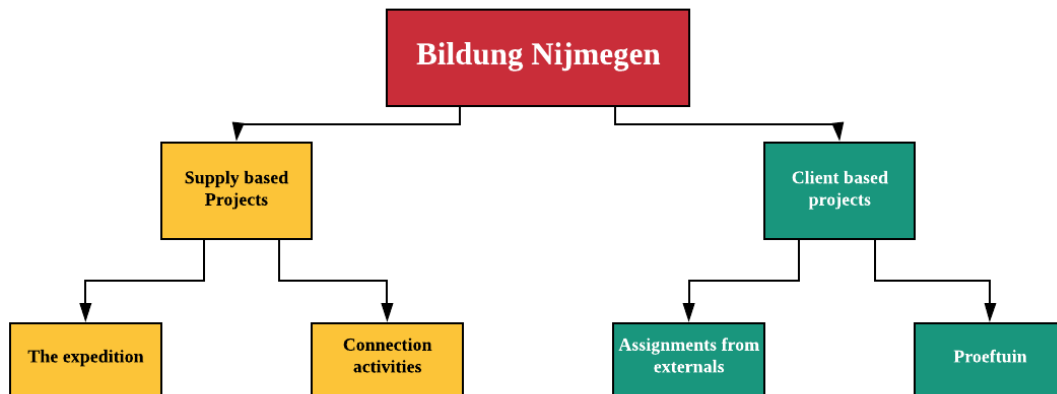 Bildung Nijmegen
Supply based
Projects
Client based
projects
The expedition
Connection
activities
Assignments from
externals
Proeftuin